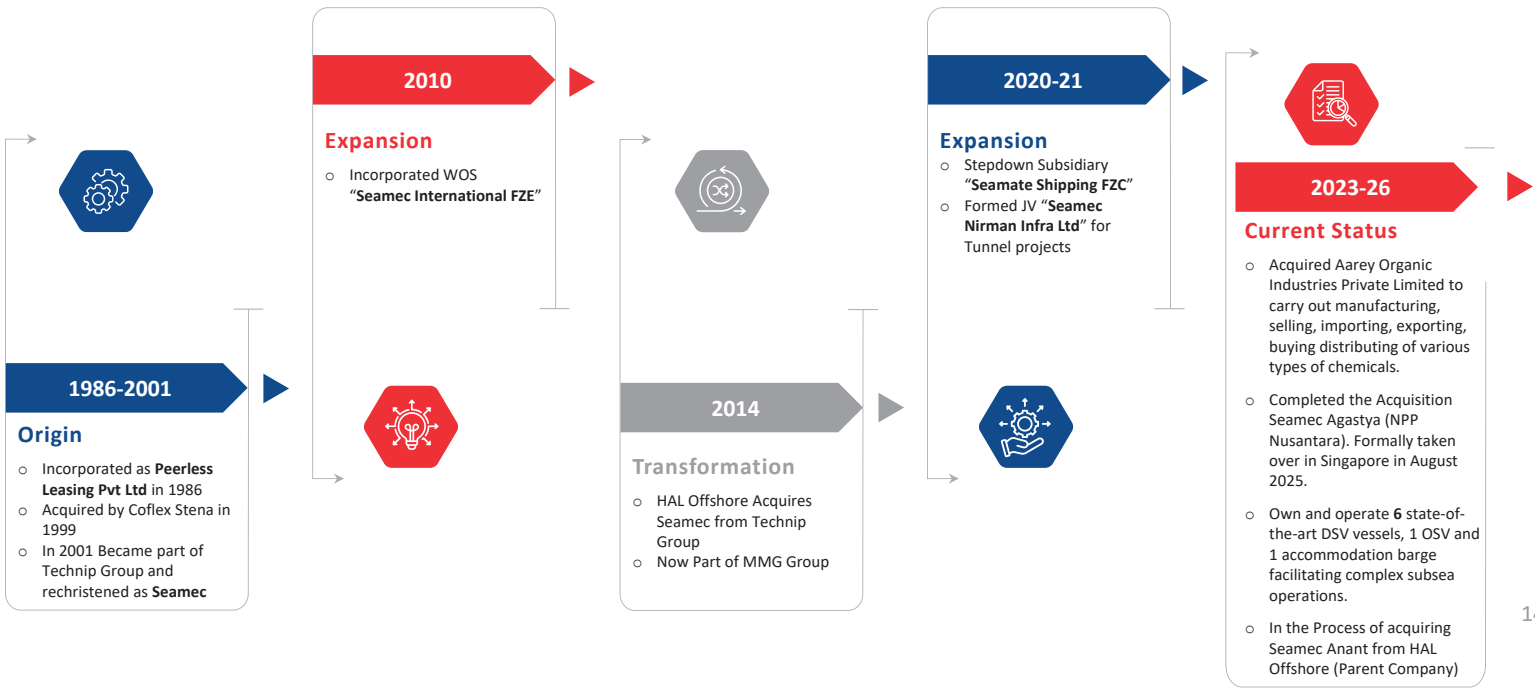 1986-2001
Origin
o Incorporated as Peerless
Leasing Pvt Ltd in 1986
o Acquired by Coflex Stena in
1999
o In 2001 Became part of
Technip Group and
rechristened as Seamec
2010
Expansion
o Incorporated WOS
“Seamec International FZE”
2014
Transformation
o HAL Offshore Acquires
Seamec from Technip
Group
o Now Part of MMG Group
2020-21
Expansion
o Stepdown Subsidiary
“Seamate Shipping FZC”
o Formed JV “Seamec
Nirman Infra Ltd” for
Tunnel projects
2023-26
Current Status
o Acquired Aarey Organic
Industries Private Limited to
carry out manufacturing,
selling, importing, exporting,
buying distributing of various
types of chemicals.
o Completed the Acquisition
Seamec Agastya (NPP
Nusantara). Formally taken
over in Singapore in August
2025.
o Own and operate 6 state-of-
the-art DSV vessels, 1 OSV and
1 accommodation barge
facilitating complex subsea
operations.
o In the Process of acquiring
Seamec Anant from HAL
Offshore (Parent Company)